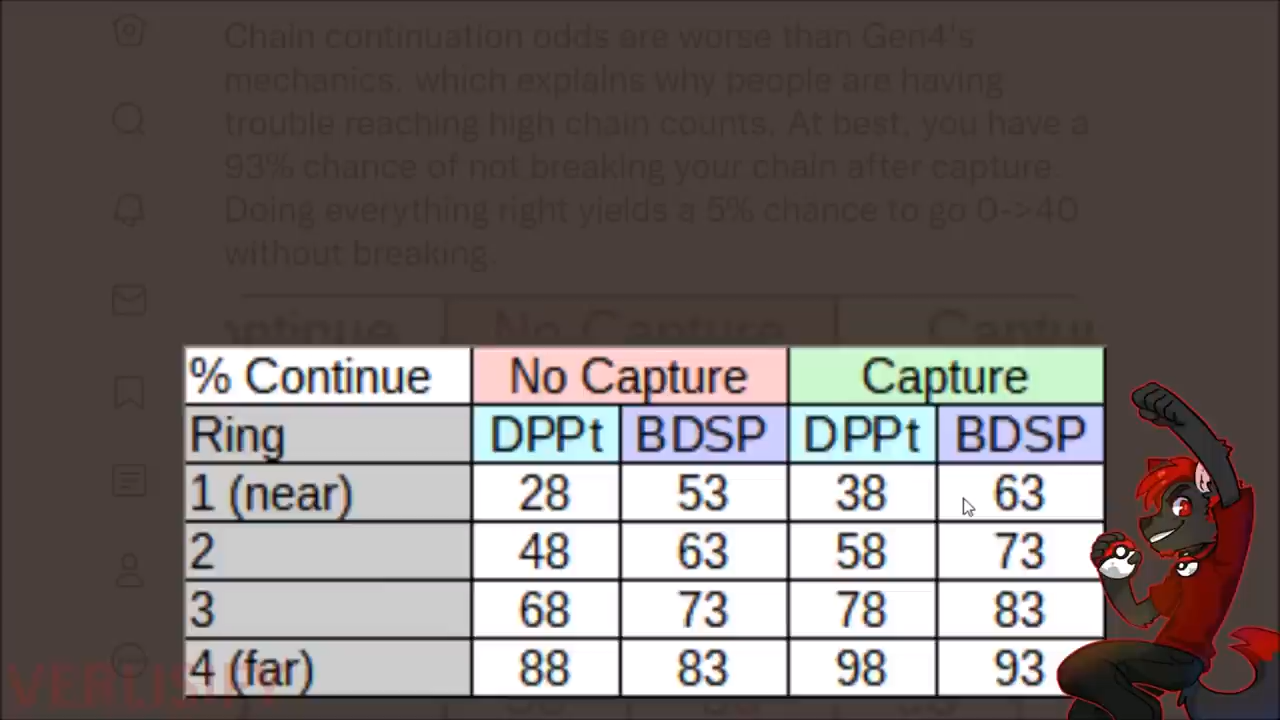 Chain continuation odds are worse than Gen4's
mechanics, which explains why people are having
trouble reaching high chain counts. At best, you have a
93% chance of not breaking your chain after capture.
Doing everything right yields a 5% chance to go 0->40
without breaking.
No Capture
% Continue No Capture Capture
Ring DPPt BDSP DPPt BDSP
1 (near) 28 53 38 63
2 48 63 58 73
3 68 73 78 83
4 (far) 88 83 98 93